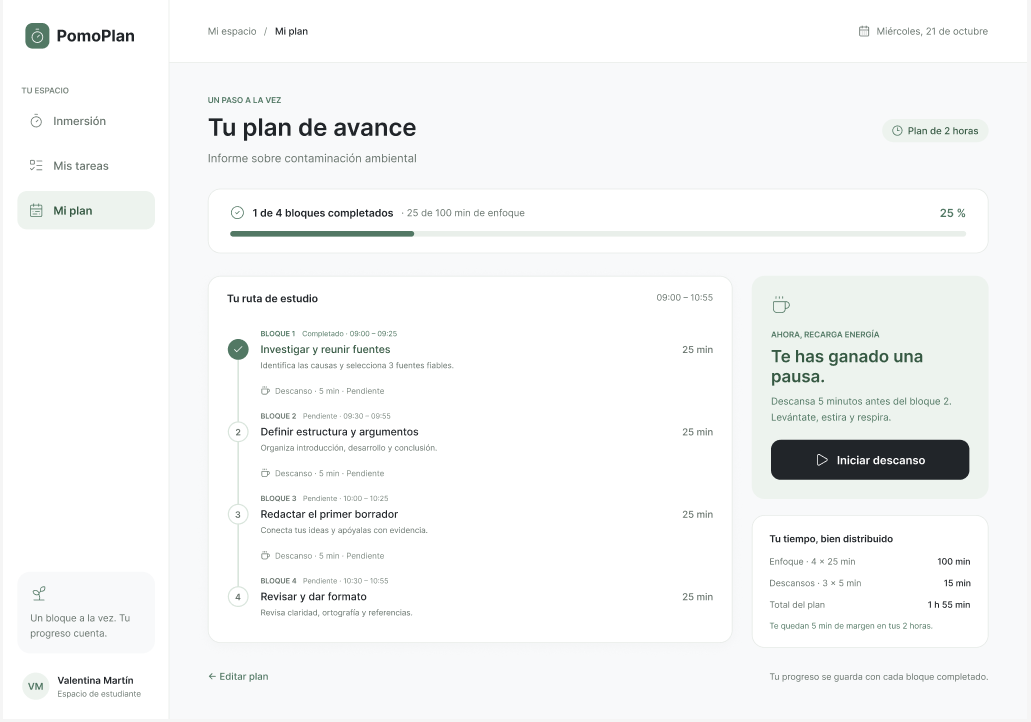 PomoPlan
TU ESPACIO
Inmersión
Mis tareas
Mi plan
Un bloque a la vez. Tu
progreso cuenta.
VM
Valentina Martín
Espacio de estudiante
Mi espacio / Mi plan
Miércoles, 21 de octubre
UN PASO A LA VEZ
Tu plan de avance
Informe sobre contaminación ambiental
Plan de 2 horas
1 de 4 bloques completados · 25 de 100 min de enfoque
25 %
Tu ruta de estudio
09:00 – 10:55
BLOQUE 1 Completado · 09:00 – 09:25
Investigar y reunir fuentes
25 min
Identifica las causas y selecciona 3 fuentes fiables.
Descanso · 5 min · Pendiente
BLOQUE 2 Pendiente · 09:30 – 09:55
2
Definir estructura y argumentos
25 min
Organiza introducción, desarrollo y conclusión.
Descanso · 5 min · Pendiente
BLOQUE 3 Pendiente · 10:00 – 10:25
3
Redactar el primer borrador
25 min
Conecta tus ideas y apóyalas con evidencia.
Descanso · 5 min · Pendiente
BLOQUE 4 Pendiente · 10:30 – 10:55
4
Revisar y dar formato
25 min
Revisa claridad, ortografía y referencias.
AHORA, RECARGA ENERGÍA
Te has ganado una
pausa.
Descansa 5 minutos antes del bloque 2.
Levántate, estira y respira.
Iniciar descanso
Tu tiempo, bien distribuido
Enfoque · 4 × 25 min 100 min
Descansos · 3 × 5 min 15 min
Total del plan 1 h 55 min
Te quedan 5 min de margen en tus 2 horas.
← Editar plan
Tu progreso se guarda con cada bloque completado.